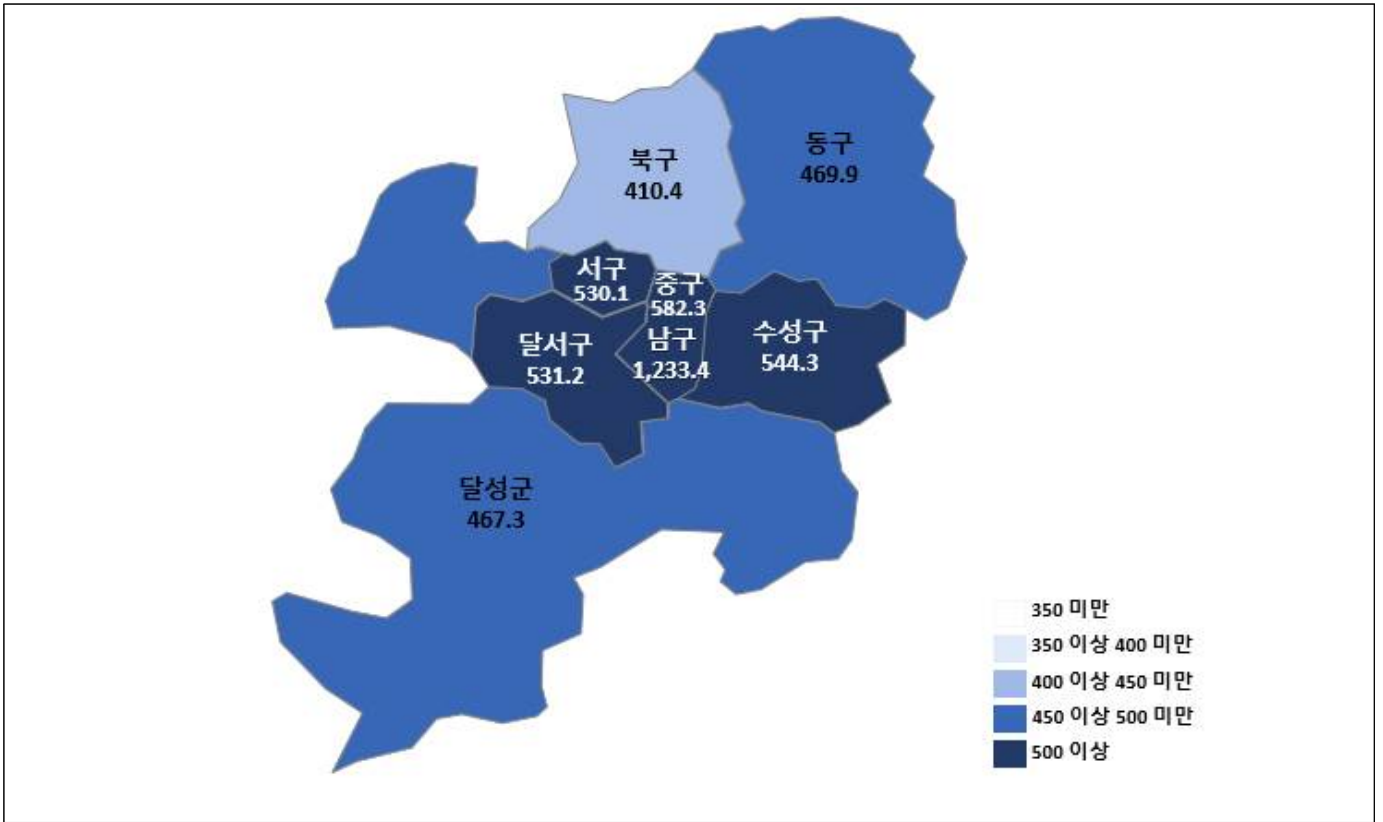 동구
469.9
북구
410.4
서구
530.1
중구
582.3
수성구
544.3
달서구
531.2
남구
1,233.4
달성군
467.3
350 미만
350 이상 400 미만
400 이상 450 미만
450 이상 500 미만
500 이상